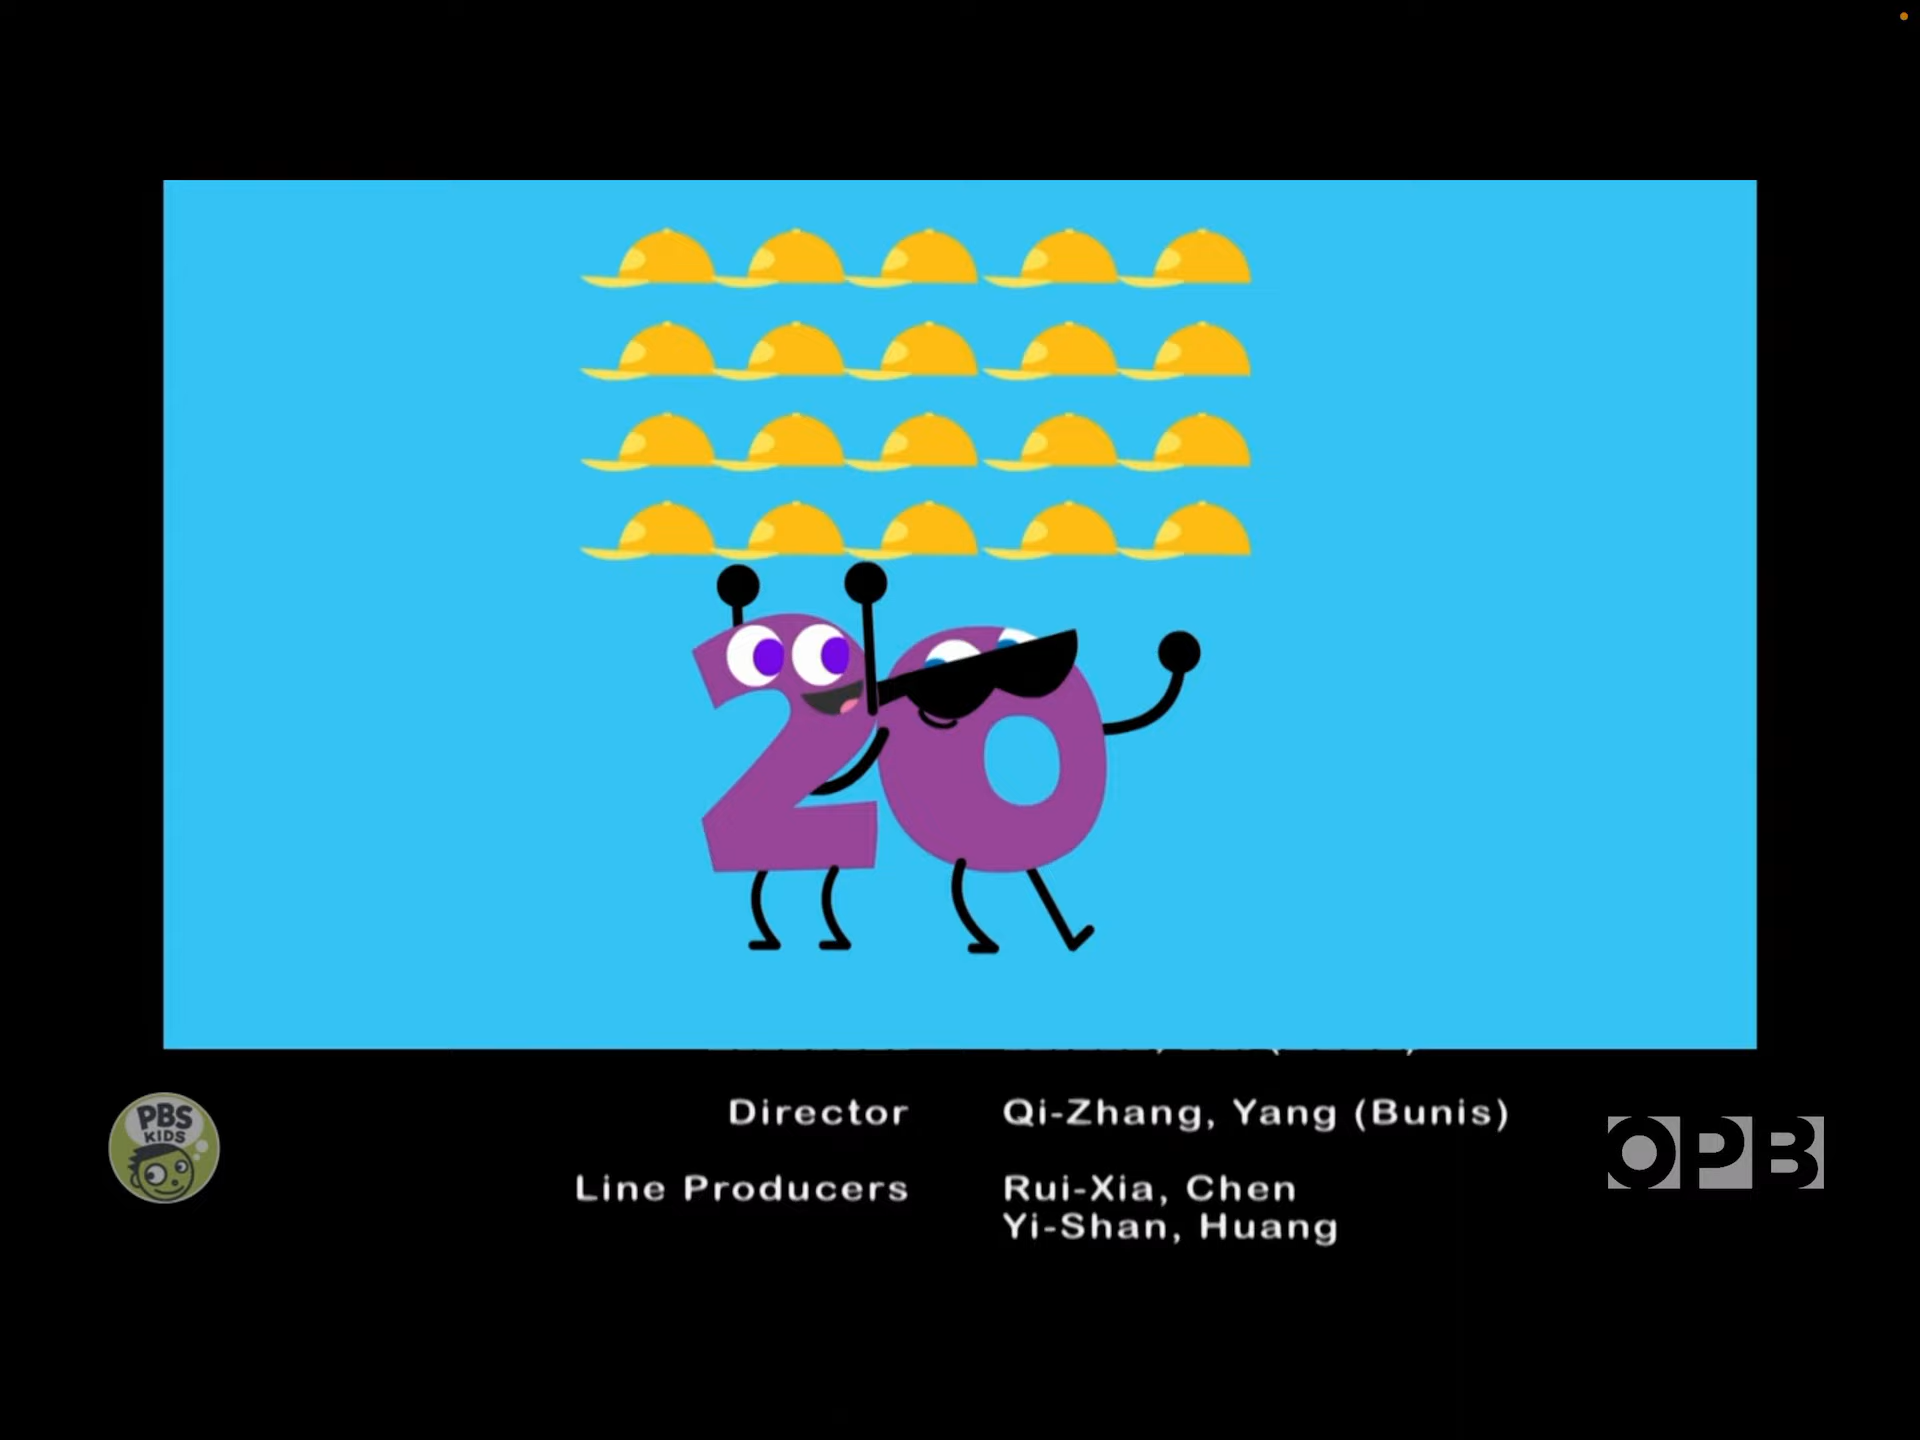 20
PBS
KIDS
Director Qi-Zhang, Yang (Bunis)
OPB
Line Producers Rui-Xia, Chen
Yi-Shan, Huang